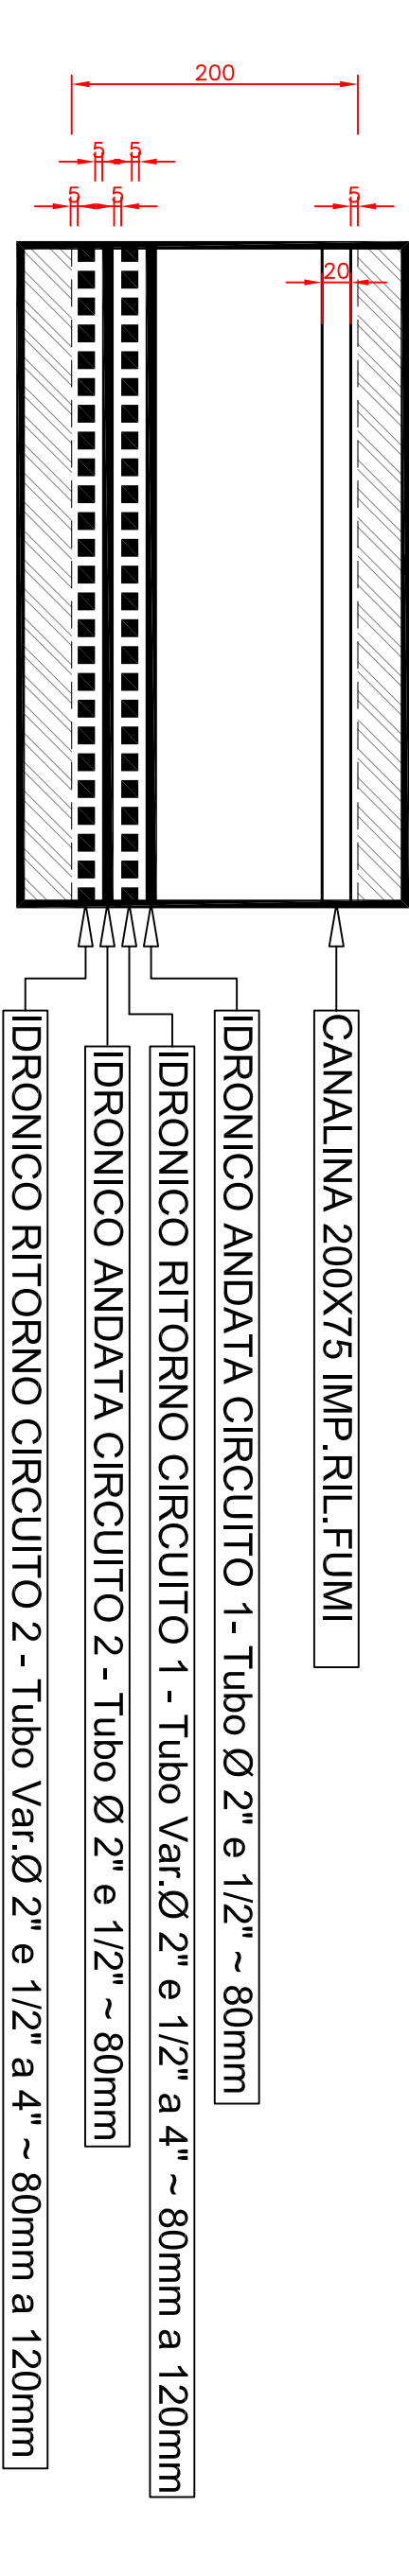 200
5
5
5
5
5
20
CANALINA 200X75 IMP.RIL.FUMI
IDRONICO ANDATA CIRCUITO 1- Tubo Ø 2" e 1/2" ~ 80mm
IDRONICO RITORNO CIRCUITO 1 - Tubo Var.Ø 2" e 1/2" a 4" ~ 80mm a 120mm
IDRONICO ANDATA CIRCUITO 2 - Tubo Ø 2" e 1/2" ~ 80mm
IDRONICO RITORNO CIRCUITO 2 - Tubo Var.Ø 2" e 1/2" a 4" ~ 80mm a 120mm